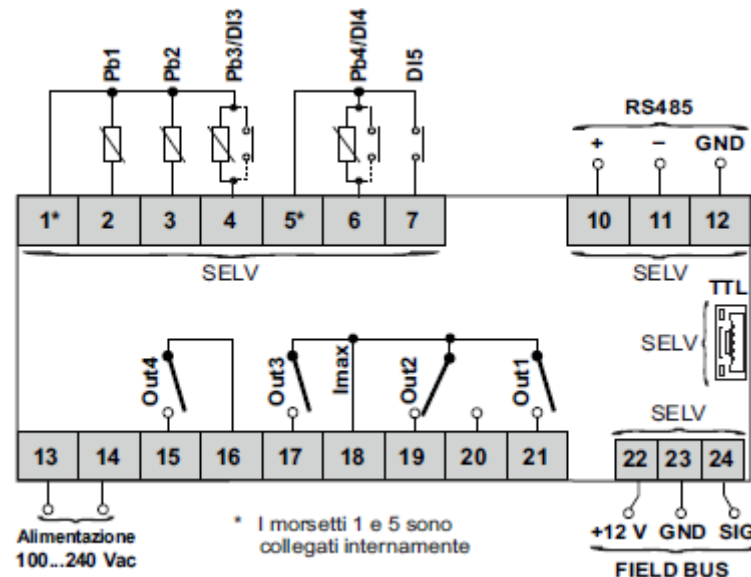 Pb1
Pb2
Pb3/DI3
Pb4/DI4
DI5
RS485
+ − GND
1* 2 3 4 5* 6 7
10 11 12
SELV
SELV
TTL
SELV
Out4
Out3
Imax
Out2
Out1
SELV
13 14 15 16 17 18 19 20 21
22 23 24
Alimentazione
100...240 Vac
* I morsetti 1 e 5 sono
collegati internamente
+12 V GND SIG
FIELD BUS